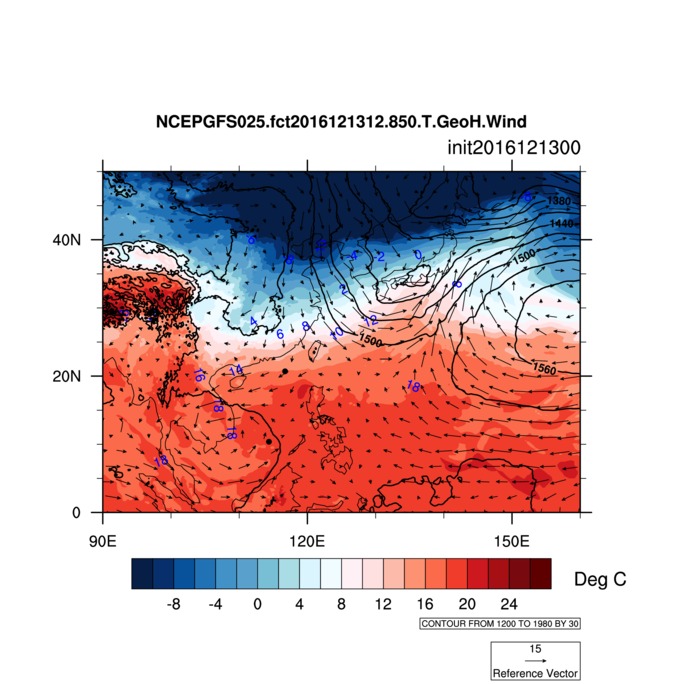 NCEPGFS025.fct2016121312.850.T.GeoH.Wind
init2016121300
1380
1440
40N
1500
1500
1560
20N
0
90E 120E 150E
-8 -4 0 4 8 12 16 20 24
Deg C
CONTOUR FROM 1200 TO 1980 BY 30
15
Reference Vector